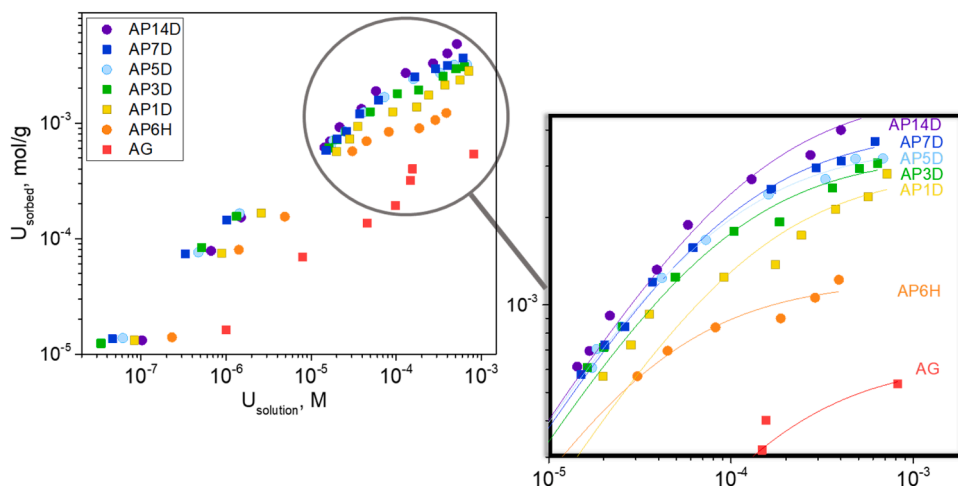 AP14D
AP7D
AP5D
AP3D
AP1D
AP6H
AG
U_sorbed, mol/g
10⁻²
10⁻³
10⁻⁴
10⁻⁵
10⁻⁷ 10⁻⁶ 10⁻⁵ 10⁻⁴ 10⁻³
U_solution, M
AP14D
AP7D
AP5D
AP3D
AP1D
AP6H
AG
10⁻³
10⁻⁵ 10⁻⁴ 10⁻³